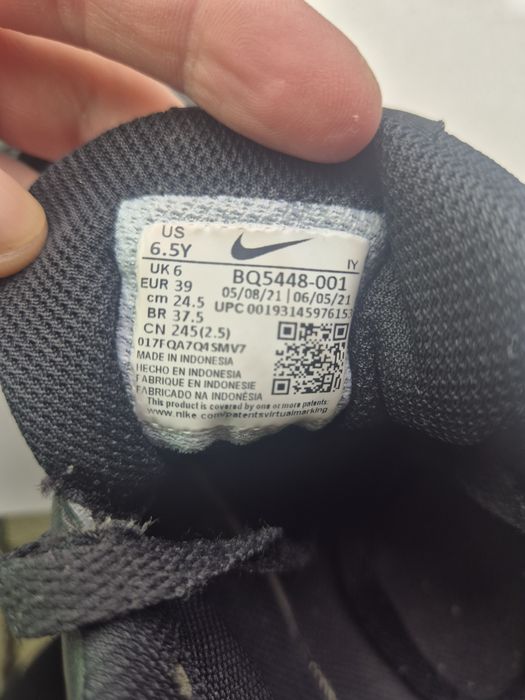 US
6.5Y
IY
UK 6
EUR 39
cm 24.5
BR 37.5
CN 245(2.5)
BQ5448-001
05/08/21 | 06/05/21
UPC 00193145976153
017FQA7Q4SMV7
MADE IN INDONESIA
HECHO EN INDONESIA
FABRIQUE EN INDONESIE
FABRICADO NA INDONÉSIA
This product is covered by one or more patents:
www.nike.com/patentsvirtualmarking